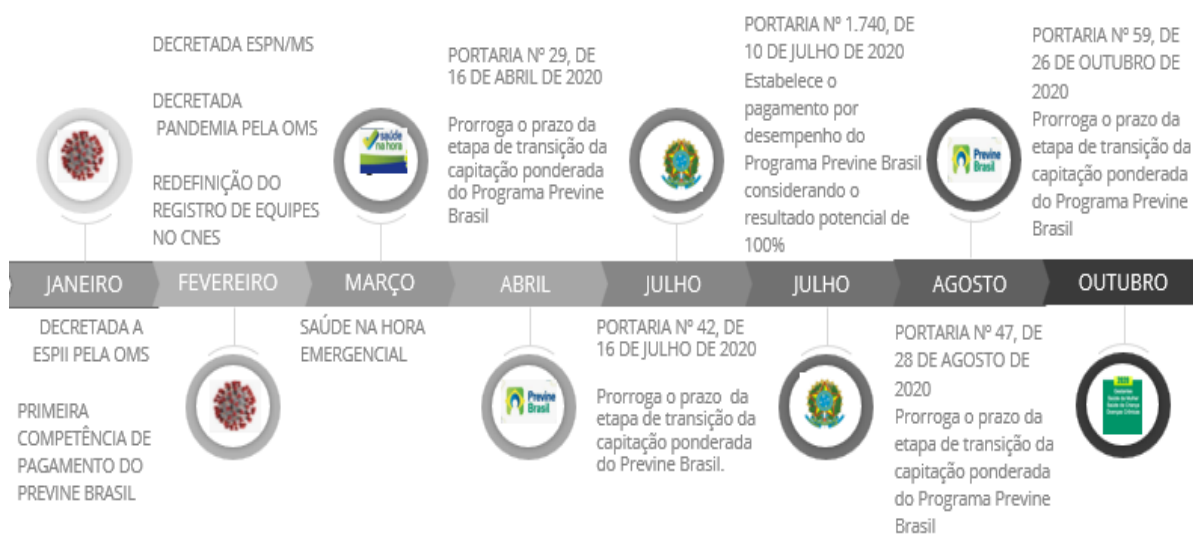 DECRETADA ESPN/MS
DECRETADA
PANDEMIA PELA OMS
REDEFINIÇÃO DO
REGISTRO DE EQUIPES
NO CNES
saúde
na hora
PORTARIA Nº 29, DE
16 DE ABRIL DE 2020
Prorroga o prazo da
etapa de transição da
capitação ponderada
do Programa Previne
Brasil
PORTARIA Nº 1.740, DE
10 DE JULHO DE 2020
Estabelece o
pagamento por
desempenho do
Programa Previne Brasil
considerando o
resultado potencial de
100%
Previne
Brasil
PORTARIA Nº 59, DE
26 DE OUTUBRO DE
2020
Prorroga o prazo da
etapa de transição da
capitação ponderada
do Programa Previne
Brasil
JANEIRO
FEVEREIRO
MARÇO
ABRIL
JULHO
JULHO
AGOSTO
OUTUBRO
DECRETADA A
ESPII PELA OMS
PRIMEIRA
COMPETÊNCIA DE
PAGAMENTO DO
PREVINE BRASIL
SAÚDE NA HORA
EMERGENCIAL
Previne
Brasil
PORTARIA Nº 42, DE
16 DE JULHO DE 2020
Prorroga o prazo da
etapa de transição da
capitação ponderada
do Previne Brasil.
PORTARIA Nº 47, DE
28 DE AGOSTO DE
2020
Prorroga o prazo da
etapa de transição da
capitação ponderada
do Programa Previne
Brasil
2020